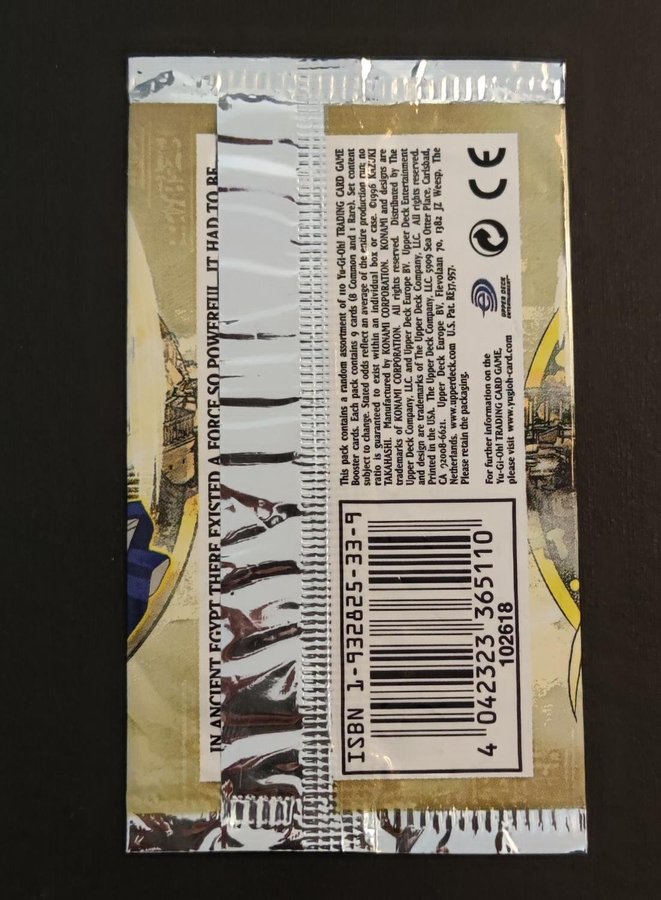 IN ANCIENT EGYPT THERE EXISTED A FORCE SO POWERFUL IT HAD TO BE
This pack contains a random assortment of 110 Yu-Gi-Oh! TRADING CARD GAME
Booster cards. Each pack contains 9 cards (8 Common and 1 Rare). Set content
subject to change. Stated odds reflect an average of the entire production run; no
ratio is guaranteed to exist within an individual box or case. ©1996 KAZUKI
TAKAHASHI. Manufactured by KONAMI CORPORATION. KONAMI and designs are
trademarks of KONAMI CORPORATION. All rights reserved. Distributed by The
Upper Deck Company, LLC. and Upper Deck Europe BV. Upper Deck Entertainment
and design are trademarks of The Upper Deck Company, LLC. All rights reserved.
Printed in the USA. The Upper Deck Company, LLC 5909 Sea Otter Place, Carlsbad,
CA 92008-6621. Upper Deck Europe BV, Flevolaan 70, 1382 JZ Weesp, The
Netherlands. www.upperdeck.com U.S. Pat. RE37,957.
Please retain the packaging.
For further information on the
Yu-Gi-Oh! TRADING CARD GAME,
please visit www.yugioh-card.com
UPPER DECK
ENTERTAINMENT
CE
ISBN 1-932825-33-9
4 042323 365110
102618